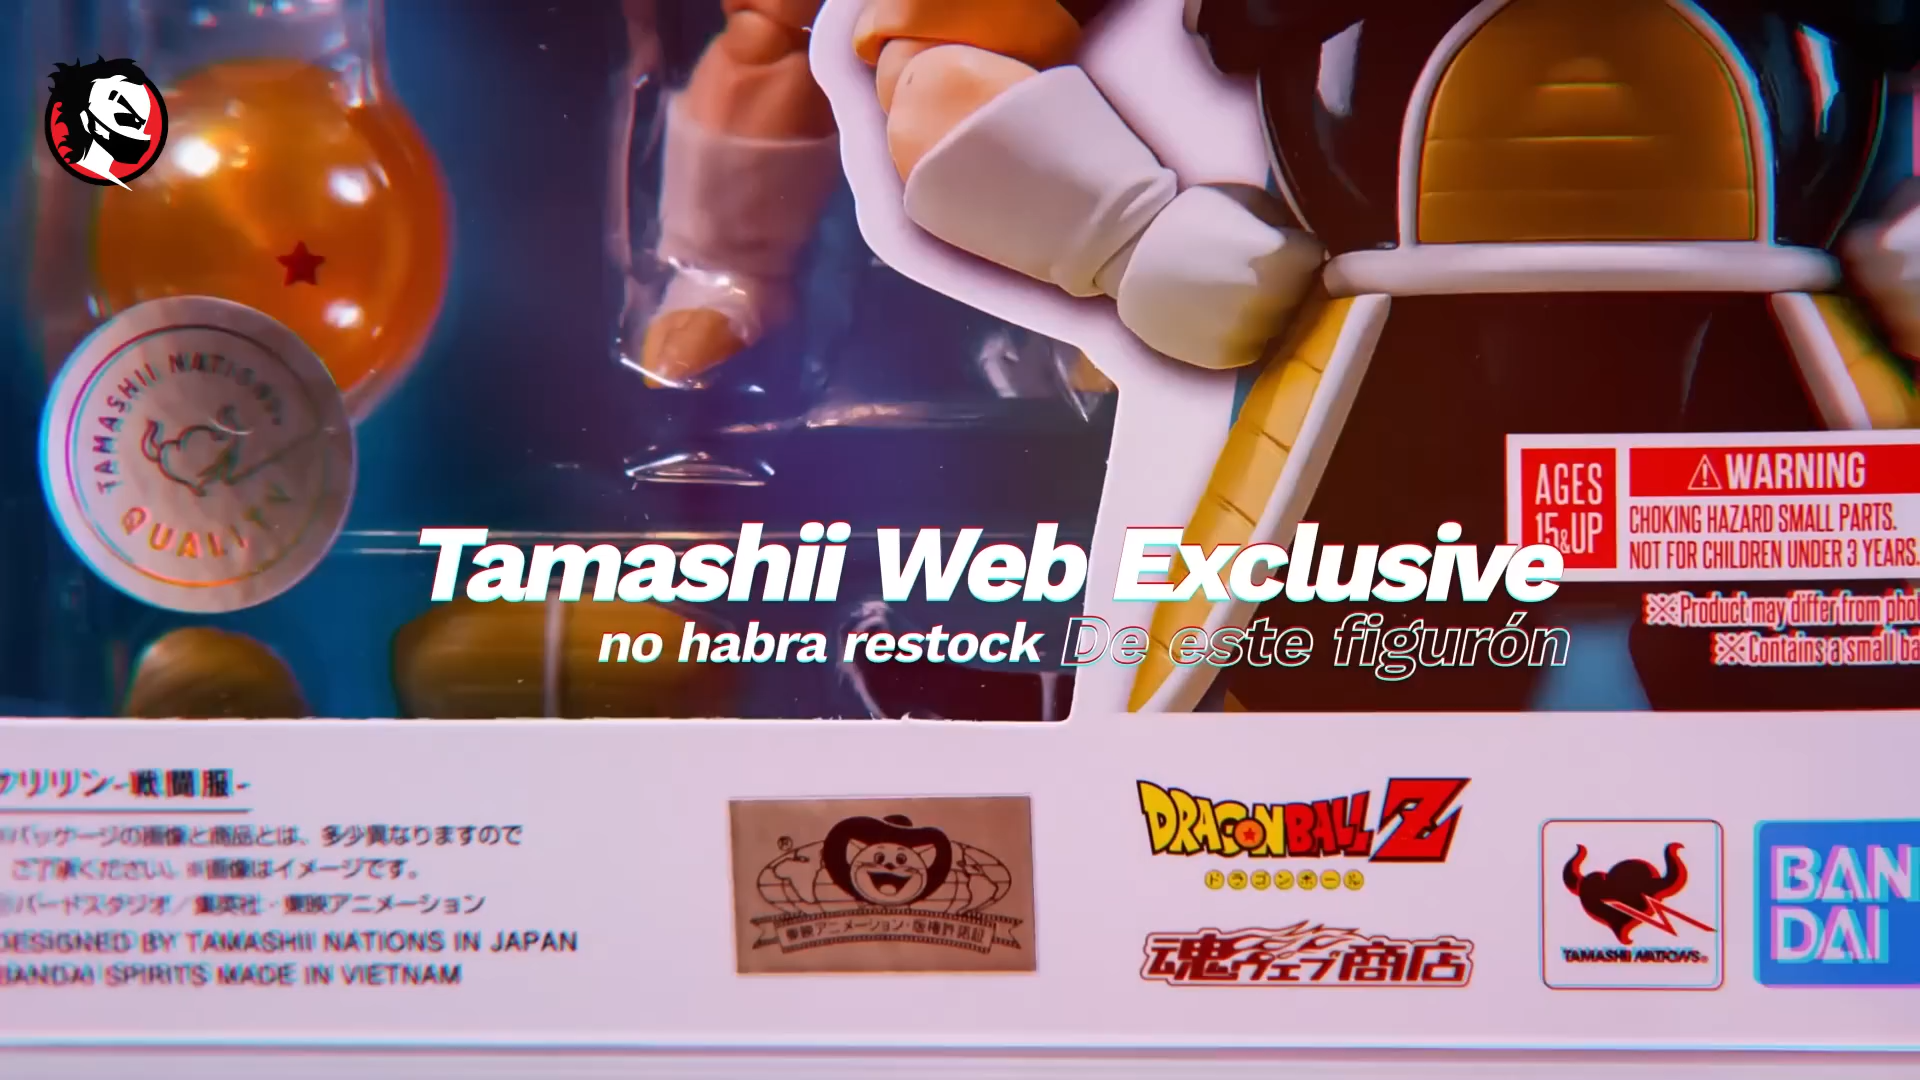 TAMASHII NATIONS
QUALITY
AGES
15&UP
⚠WARNING
CHOKING HAZARD SMALL PARTS.
NOT FOR CHILDREN UNDER 3 YEARS.
※Product may differ from
※Contains a small
Tamashii Web Exclusive
no habra restock De este figurón
クリリン-戦闘服-
パッケージの画像と商品とは、多少異なりますので
ご了承ください。※画像はイメージです。
バードスタジオ／集英社・東映アニメーション
DESIGNED BY TAMASHII NATIONS IN JAPAN
BANDAI SPIRITS MADE IN VIETNAM
®
東映アニメーション・版権許諾証
DRAGONBALL Z
ドラゴンボール
魂ウェブ商店
TAMASHII NATIONS®
BAN
DAI